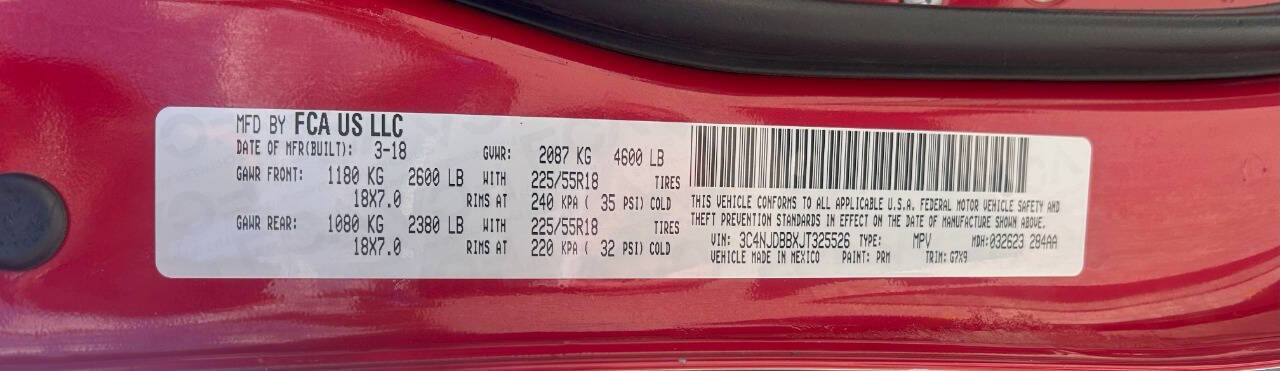 MFD BY FCA US LLC
DATE OF MFR(BUILT): 3-18 GVWR: 2087 KG 4600 LB
GAWR FRONT: 1180 KG 2600 LB WITH 225/55R18 TIRES
18X7.0 RIMS AT 240 KPA ( 35 PSI) COLD
GAWR REAR: 1080 KG 2380 LB WITH 225/55R18 TIRES
18X7.0 RIMS AT 220 KPA ( 32 PSI) COLD
THIS VEHICLE CONFORMS TO ALL APPLICABLE U.S.A. FEDERAL MOTOR VEHICLE SAFETY AND
THEFT PREVENTION STANDARDS IN EFFECT ON THE DATE OF MANUFACTURE SHOWN ABOVE.
VIN: 3C4NJDBBXJT325526 TYPE: MPV MDH:032623 284AA
VEHICLE MADE IN MEXICO PAINT: PRM TRIM: G7X9